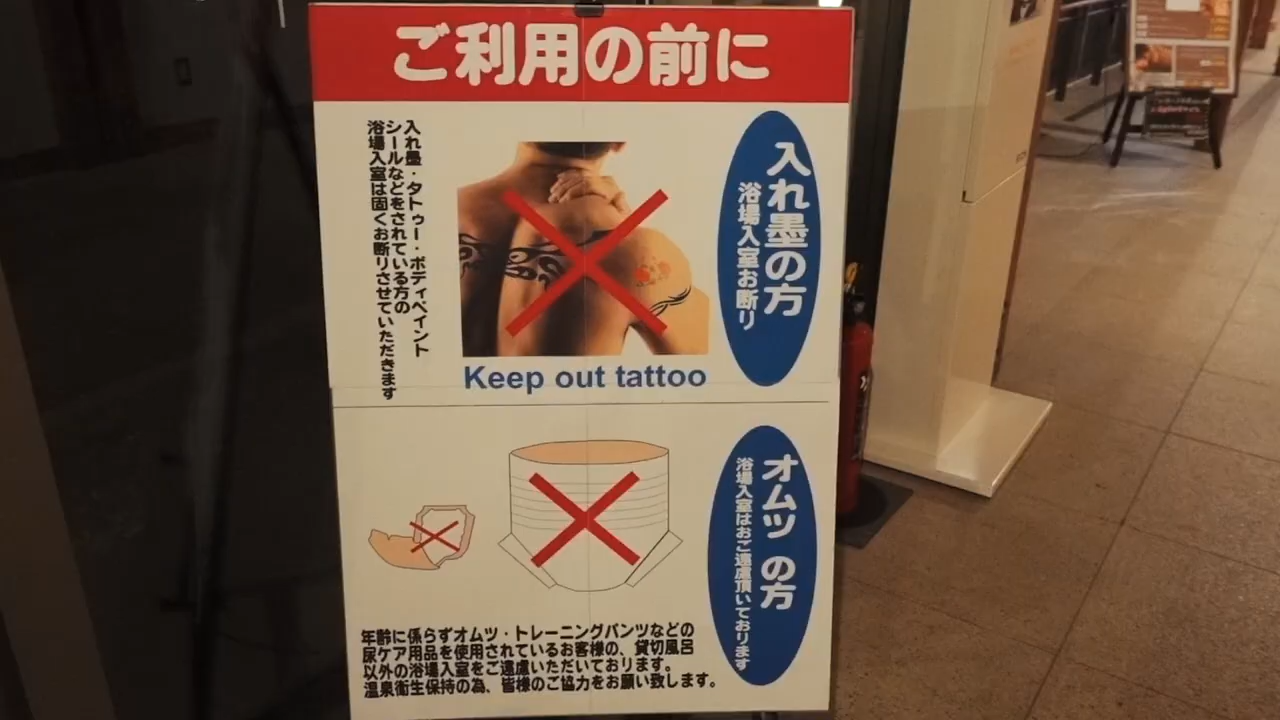 ご利用の前に
入れ墨の方
浴場入室お断り
入れ墨・タトゥー・ボディペイント
シールなどをされている方の
浴場入室は固くお断りさせていただきます
Keep out tattoo
オムツ の方
浴場入室はおご遠慮頂いております
年齢に係らずオムツ・トレーニングパンツなどの
尿ケア用品を使用されているお客様の、貸切風呂
以外の浴場入室をご遠慮いただいております。
温泉衛生保持の為、皆様のご協力をお願い致します。